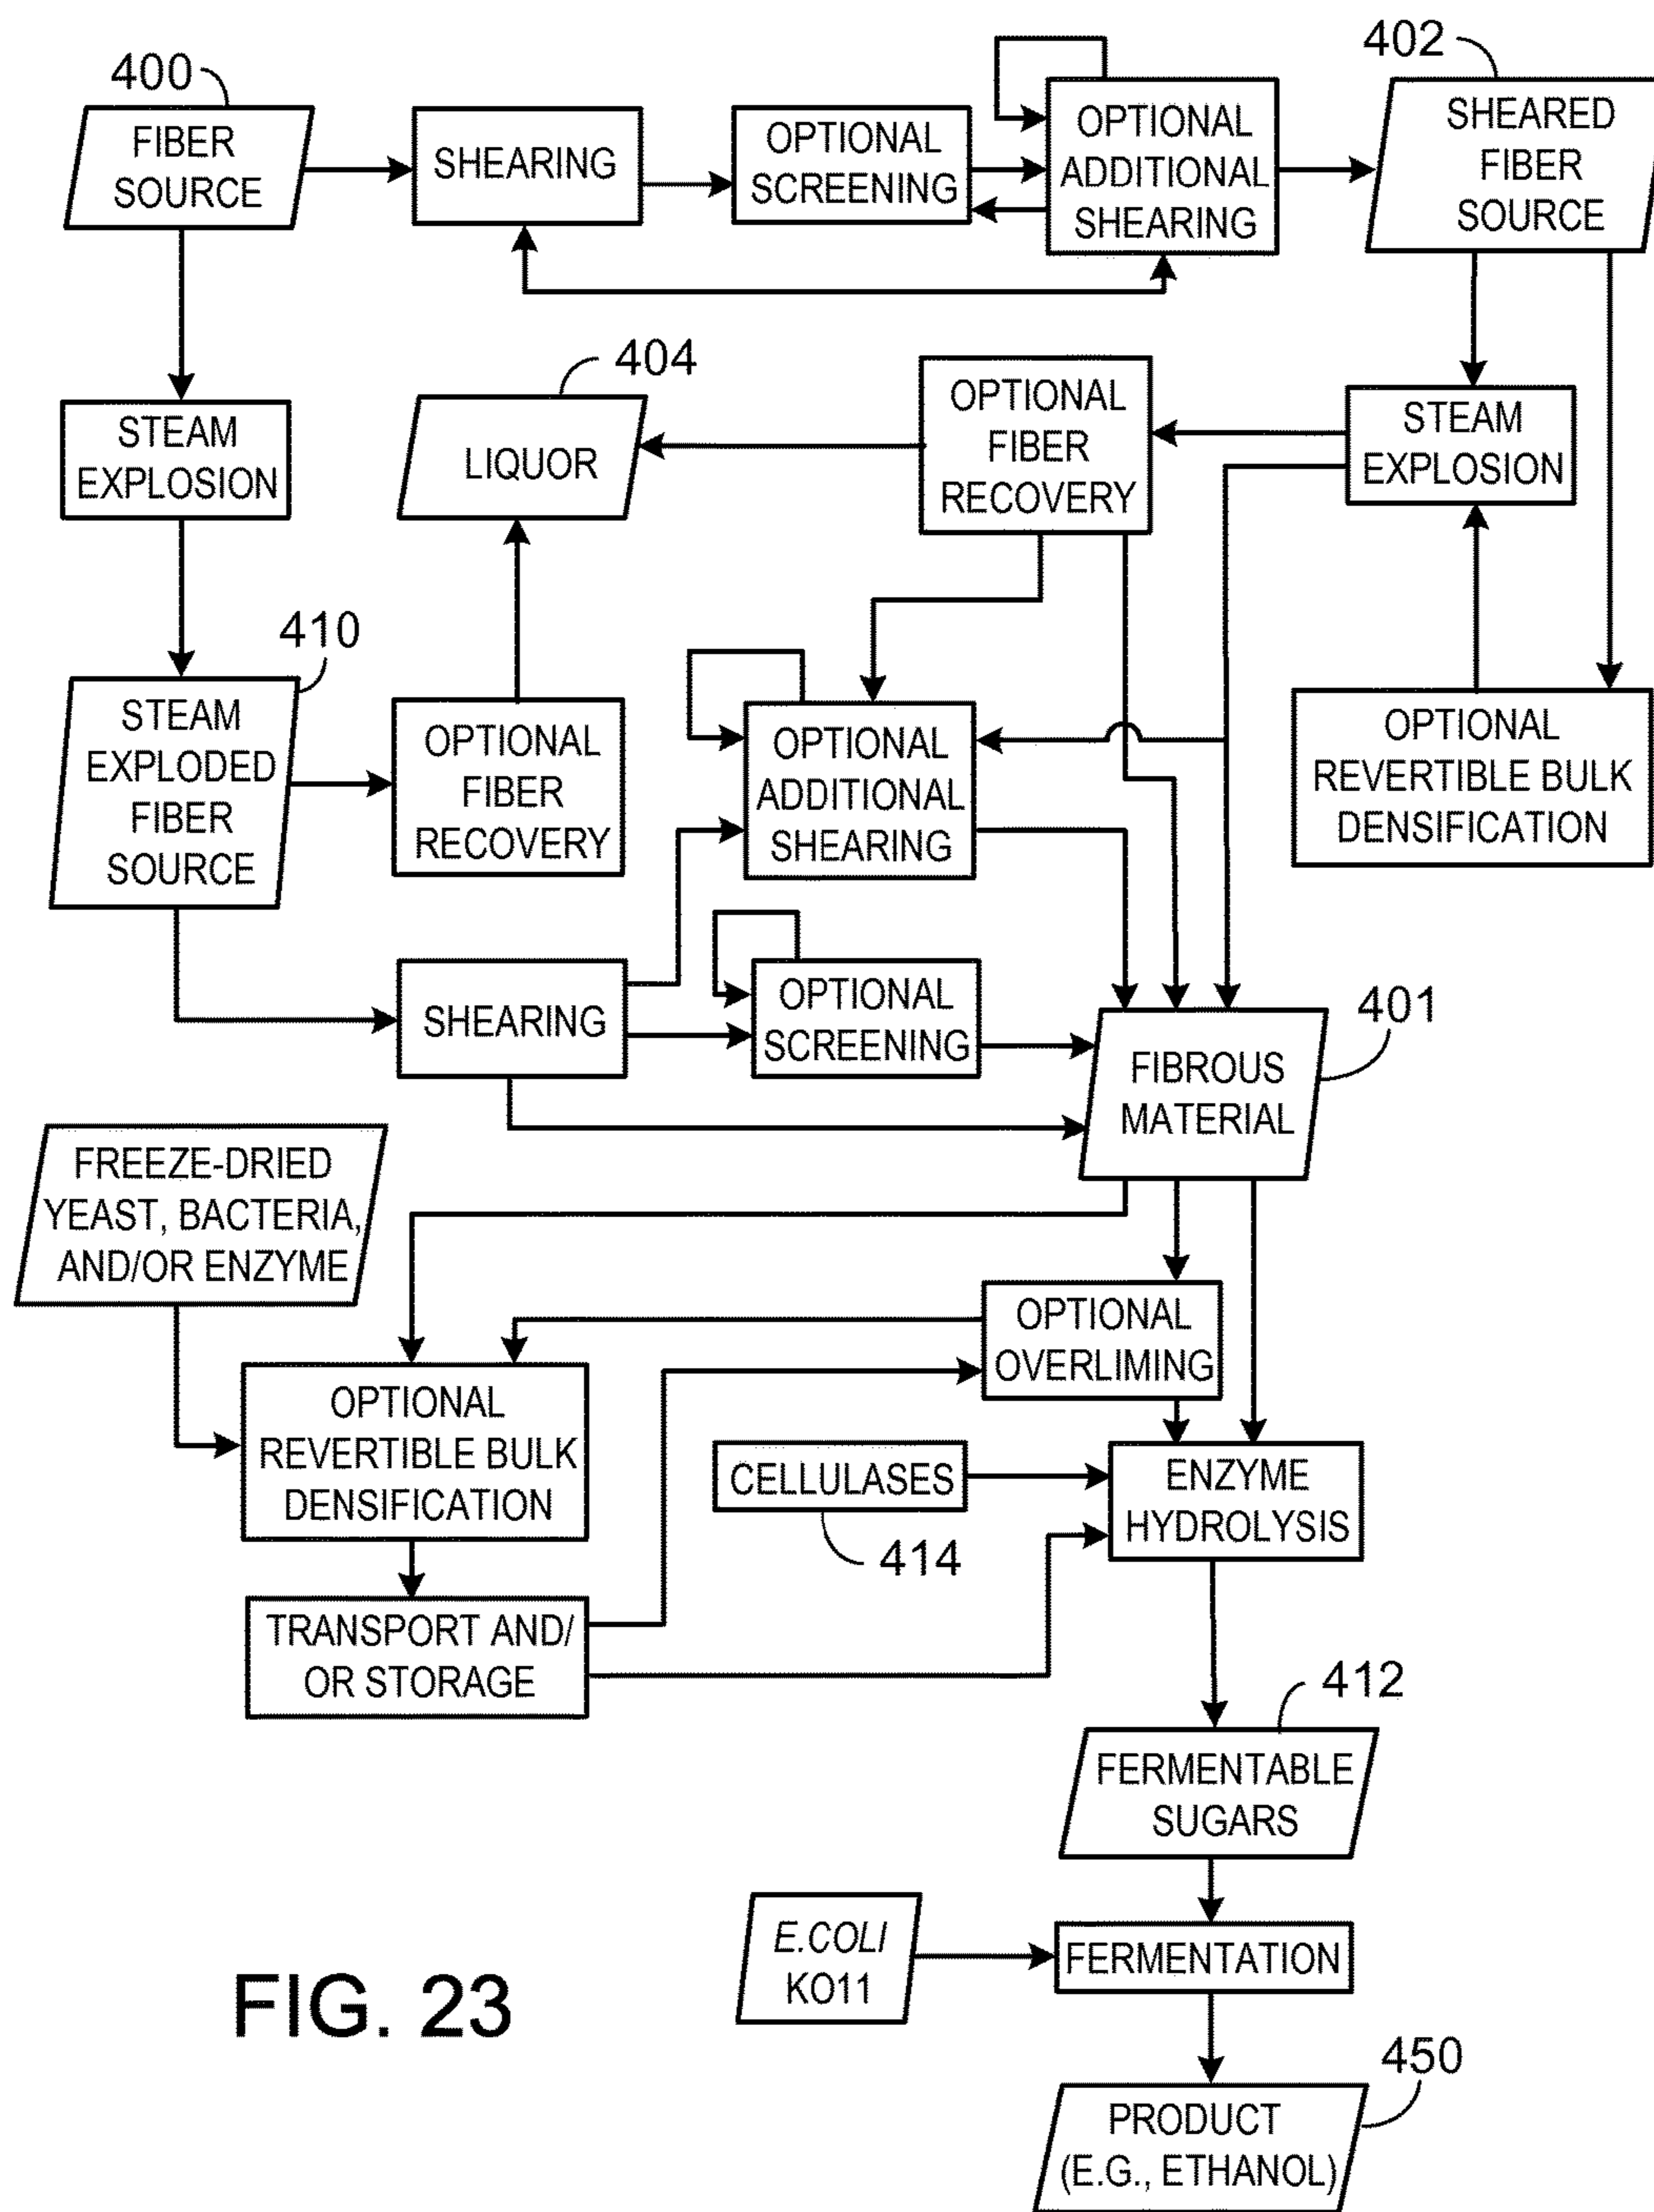 400
FIBER
SOURCE
SHEARING
OPTIONAL
SCREENING
OPTIONAL
ADDITIONAL
SHEARING
402
SHEARED
FIBER
SOURCE
STEAM
EXPLOSION
404
LIQUOR
OPTIONAL
FIBER
RECOVERY
STEAM
EXPLOSION
410
STEAM
EXPLODED
FIBER
SOURCE
OPTIONAL
FIBER
RECOVERY
OPTIONAL
ADDITIONAL
SHEARING
OPTIONAL
REVERTIBLE BULK
DENSIFICATION
SHEARING
OPTIONAL
SCREENING
401
FIBROUS
MATERIAL
FREEZE-DRIED
YEAST, BACTERIA,
AND/OR ENZYME
OPTIONAL
OVERLIMING
OPTIONAL
REVERTIBLE BULK
DENSIFICATION
CELLULASES
414
ENZYME
HYDROLYSIS
TRANSPORT AND/
OR STORAGE
412
FERMENTABLE
SUGARS
E.COLI
KO11
FERMENTATION
FIG. 23
450
PRODUCT
(E.G., ETHANOL)